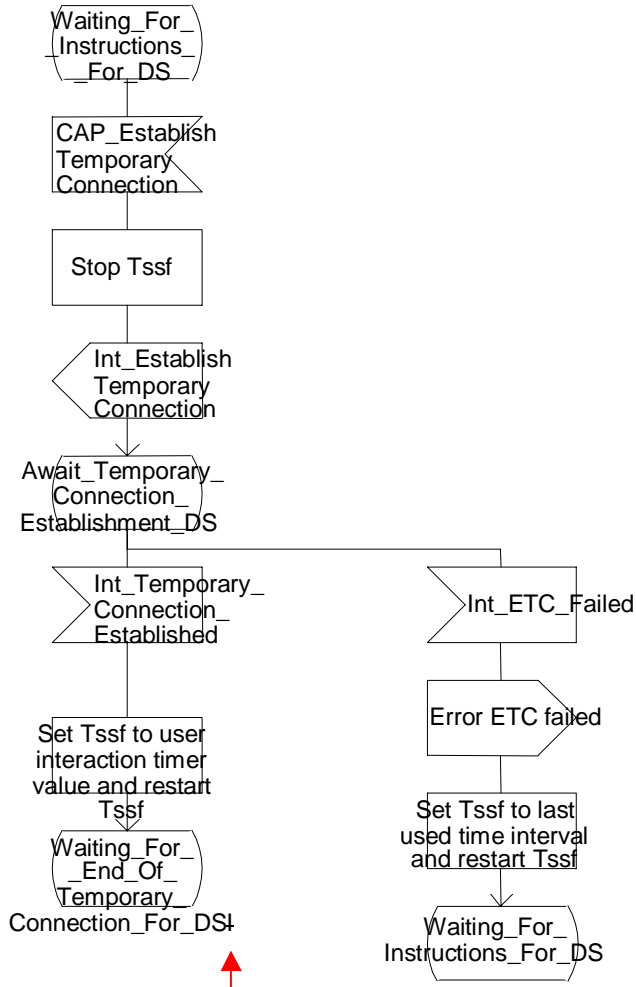 Waiting_For_
_Instructions_
_For_DS
CAP_Establish
Temporary
Connection
Stop Tssf
Int_Establish
Temporary
Connection
Await_Temporary_
Connection_
Establishment_DS
Int_Temporary_
Connection_
Established
Set Tssf to user
interaction timer
value and restart
Tssf
Waiting_For_
_End_Of_
Temporary_
Connection_For_DSI
Int_ETC_Failed
Error ETC failed
Set Tssf to last
used time interval
and restart Tssf
Waiting_For_
Instructions_For_DS